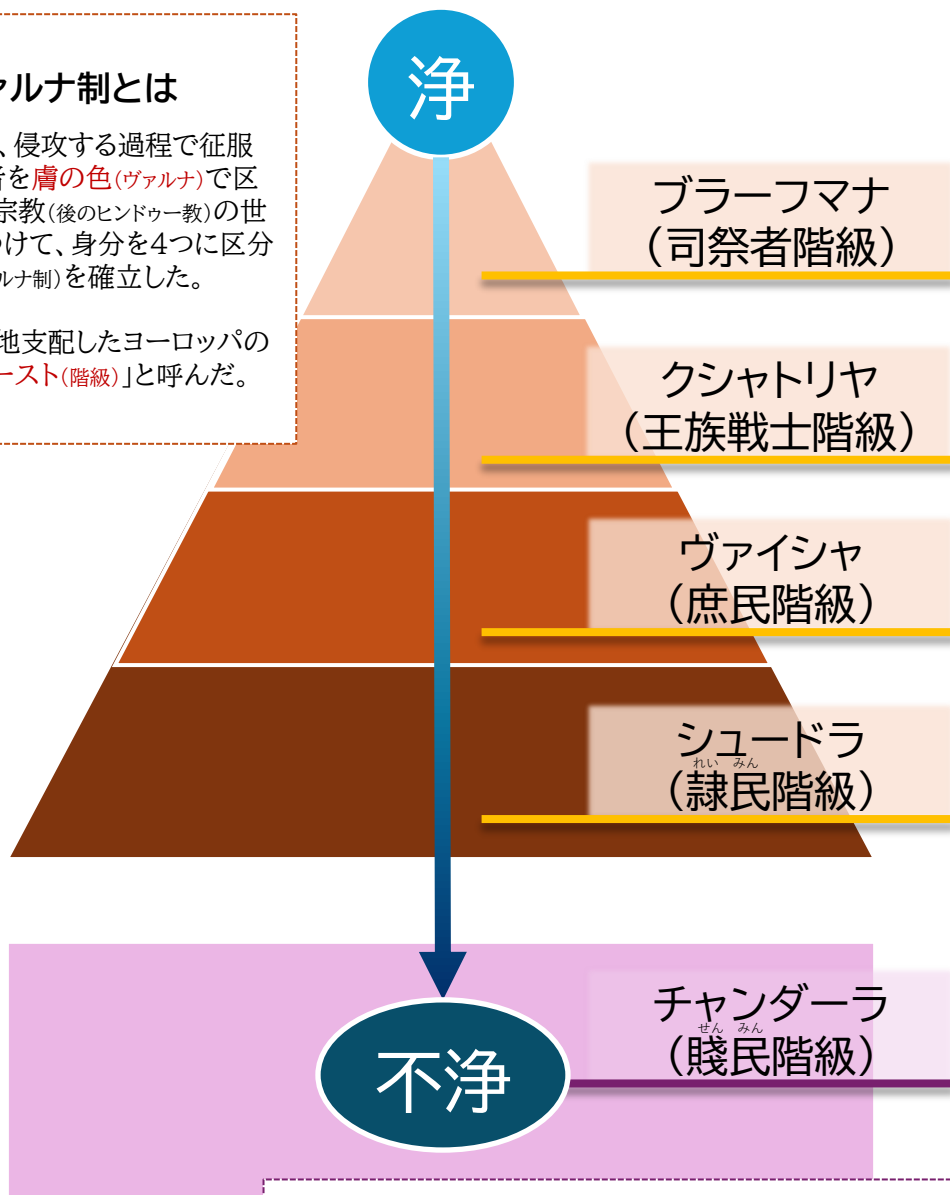 ァルナ制とは
、侵攻する過程で征服
者を膚の色(ヴァルナ)で区
宗教(後のヒンドゥー教)の世
つけて、身分を4つに区分
ルナ制)を確立した。
地支配したヨーロッパの
ースト(階級)」と呼んだ。
浄
ブラーフマナ
(司祭者階級)
クシャトリヤ
(王族戦士階級)
ヴァイシャ
(庶民階級)
シュードラ
れい みん
(隷民階級)
チャンダーラ
せん みん
(賤民階級)
不浄